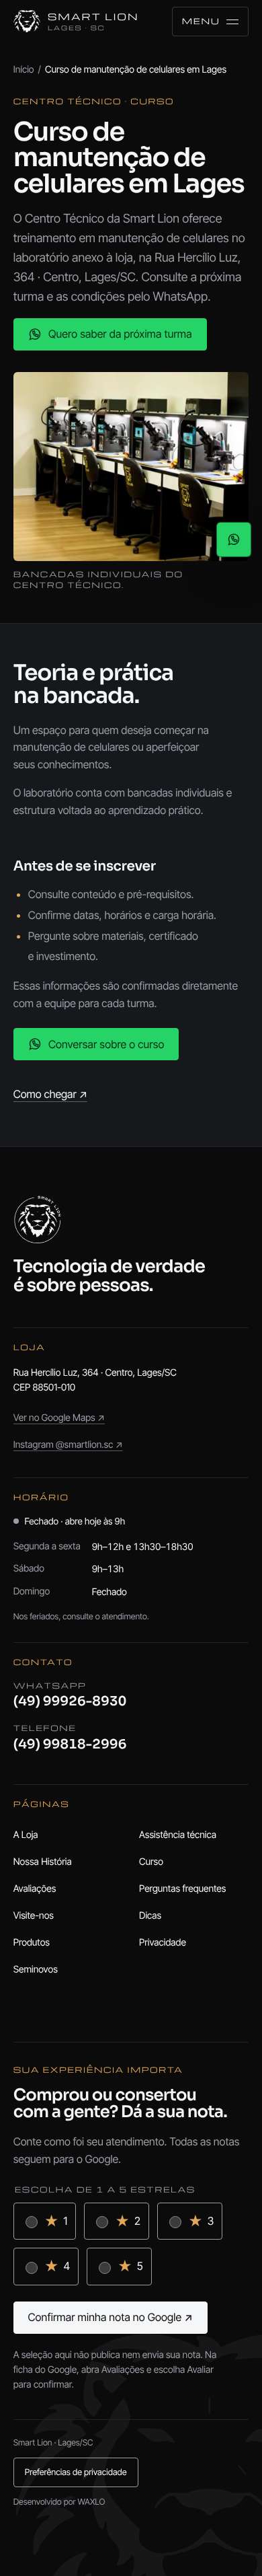 SMART LION
LAGES · SC
MENU
Início / Curso de manutenção de celulares em Lages
CENTRO TÉCNICO · CURSO
Curso de
manutenção de
celulares em Lages
O Centro Técnico da Smart Lion oferece
treinamento em manutenção de celulares no
laboratório anexo à loja, na Rua Hercílio Luz,
364 · Centro, Lages/SC. Consulte a próxima
turma e as condições pelo WhatsApp.
Quero saber da próxima turma
BANCADAS INDIVIDUAIS DO
CENTRO TÉCNICO.
Teoria e prática
na bancada.
Um espaço para quem deseja começar na
manutenção de celulares ou aperfeiçoar
seus conhecimentos.
O laboratório conta com bancadas individuais e
estrutura voltada ao aprendizado prático.
Antes de se inscrever
• Consulte conteúdo e pré-requisitos.
• Confirme datas, horários e carga horária.
• Pergunte sobre materiais, certificado
e investimento.
Essas informações são confirmadas diretamente
com a equipe para cada turma.
Conversar sobre o curso
Como chegar ↗
SMART LION
Tecnologia de verdade
é sobre pessoas.
LOJA
Rua Hercílio Luz, 364 · Centro, Lages/SC
CEP 88501-010
Ver no Google Maps ↗
Instagram @smartlion.sc ↗
HORÁRIO
Fechado · abre hoje às 9h
Segunda a sexta 9h–12h e 13h30–18h30
Sábado 9h–13h
Domingo Fechado
Nos feriados, consulte o atendimento.
CONTATO
WHATSAPP
(49) 99926-8930
TELEFONE
(49) 99818-2996
PÁGINAS
A Loja Assistência técnica
Nossa História Curso
Avaliações Perguntas frequentes
Visite-nos Dicas
Produtos Privacidade
Seminovos
SUA EXPERIÊNCIA IMPORTA
Comprou ou consertou
com a gente? Dá a sua nota.
Conte como foi seu atendimento. Todas as notas
seguem para o Google.
ESCOLHA DE 1 A 5 ESTRELAS
★ 1 ★ 2 ★ 3
★ 4 ★ 5
Confirmar minha nota no Google ↗
A seleção aqui não publica nem envia sua nota. Na
ficha do Google, abra Avaliações e escolha Avaliar
para confirmar.
Smart Lion · Lages/SC
Preferências de privacidade
Desenvolvido por WAXLO